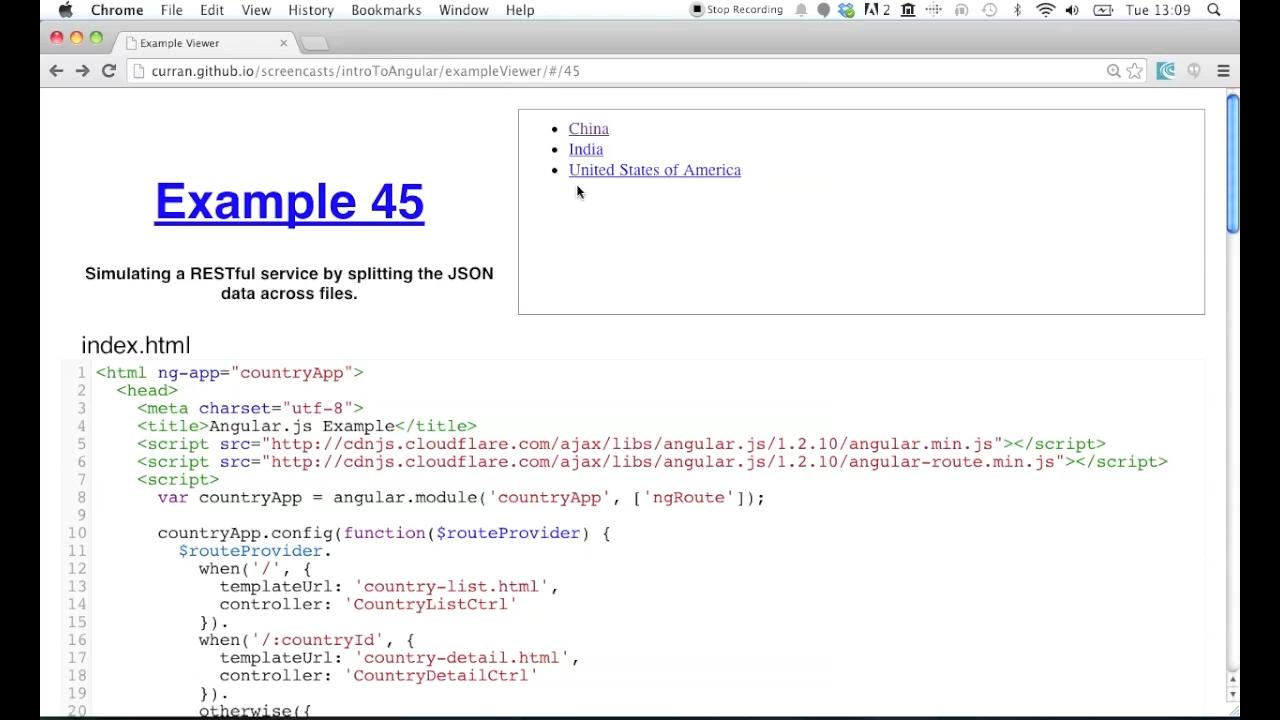 Chrome File Edit View History Bookmarks Window Help Stop Recording 2 Tue 13:09
Example Viewer
curran.github.io/screencasts/introToAngular/exampleViewer/#/45
China
India
United States of America
Example 45
Simulating a RESTful service by splitting the JSON
data across files.
index.html
1 <html ng-app="countryApp">
2 <head>
3 <meta charset="utf-8">
4 <title>Angular.js Example</title>
5 <script src="http://cdnjs.cloudflare.com/ajax/libs/angular.js/1.2.10/angular.min.js"></script>
6 <script src="http://cdnjs.cloudflare.com/ajax/libs/angular.js/1.2.10/angular-route.min.js"></script>
7 <script>
8 var countryApp = angular.module('countryApp', ['ngRoute']);
9
10 countryApp.config(function($routeProvider) {
11 $routeProvider.
12 when('/', {
13 templateUrl: 'country-list.html',
14 controller: 'CountryListCtrl'
15 }).
16 when('/:countryId', {
17 templateUrl: 'country-detail.html',
18 controller: 'CountryDetailCtrl'
19 }).
20 otherwise({